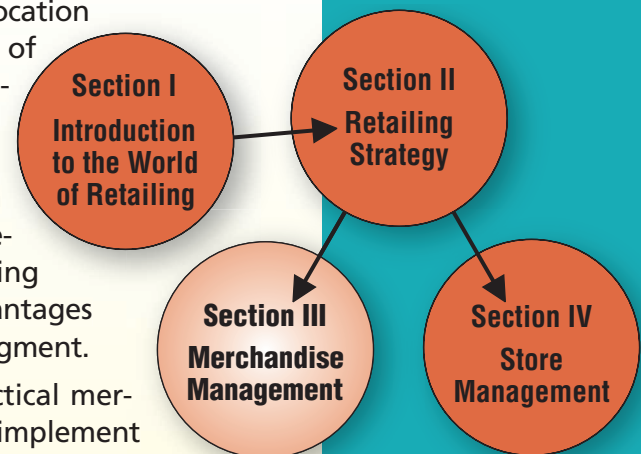 ocation
of
-
e-
ing
antages
gment.
ctical mer-
implement
Section I
Introduction
to the World
of Retailing
Section II
Retailing
Strategy
Section III
Merchandise
Management
Section IV
Store
Management